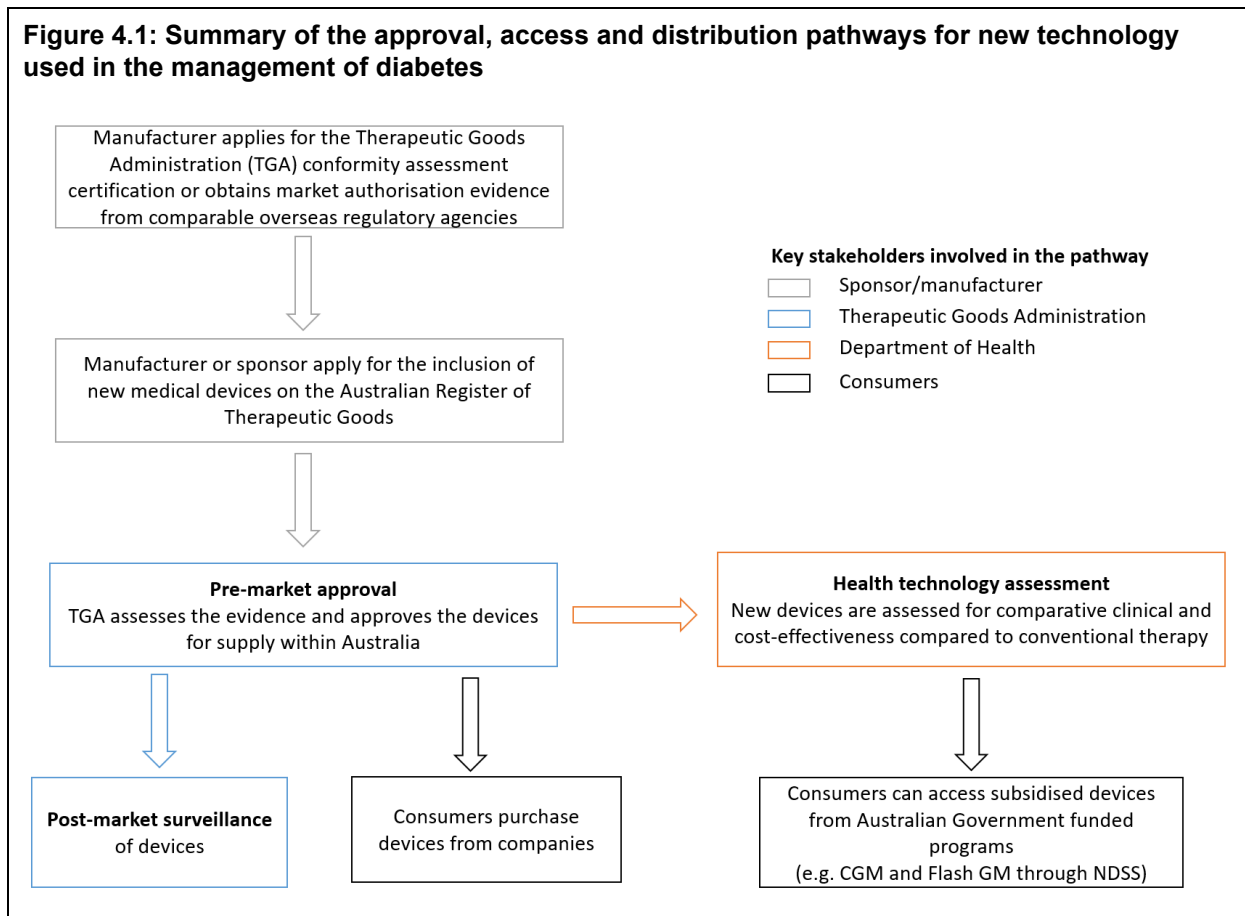 Figure 4.1: Summary of the approval, access and distribution pathways for new technology
used in the management of diabetes
Manufacturer applies for the Therapeutic Goods
Administration (TGA) conformity assessment
certification or obtains market authorisation evidence
from comparable overseas regulatory agencies
Key stakeholders involved in the pathway
Sponsor/manufacturer
Therapeutic Goods Administration
Department of Health
Consumers
Manufacturer or sponsor apply for the inclusion of
new medical devices on the Australian Register of
Therapeutic Goods
Pre-market approval
TGA assesses the evidence and approves the devices
for supply within Australia
Health technology assessment
New devices are assessed for comparative clinical and
cost-effectiveness compared to conventional therapy
Post-market surveillance
of devices
Consumers purchase
devices from companies
Consumers can access subsidised devices
from Australian Government funded
programs
(e.g. CGM and Flash GM through NDSS)